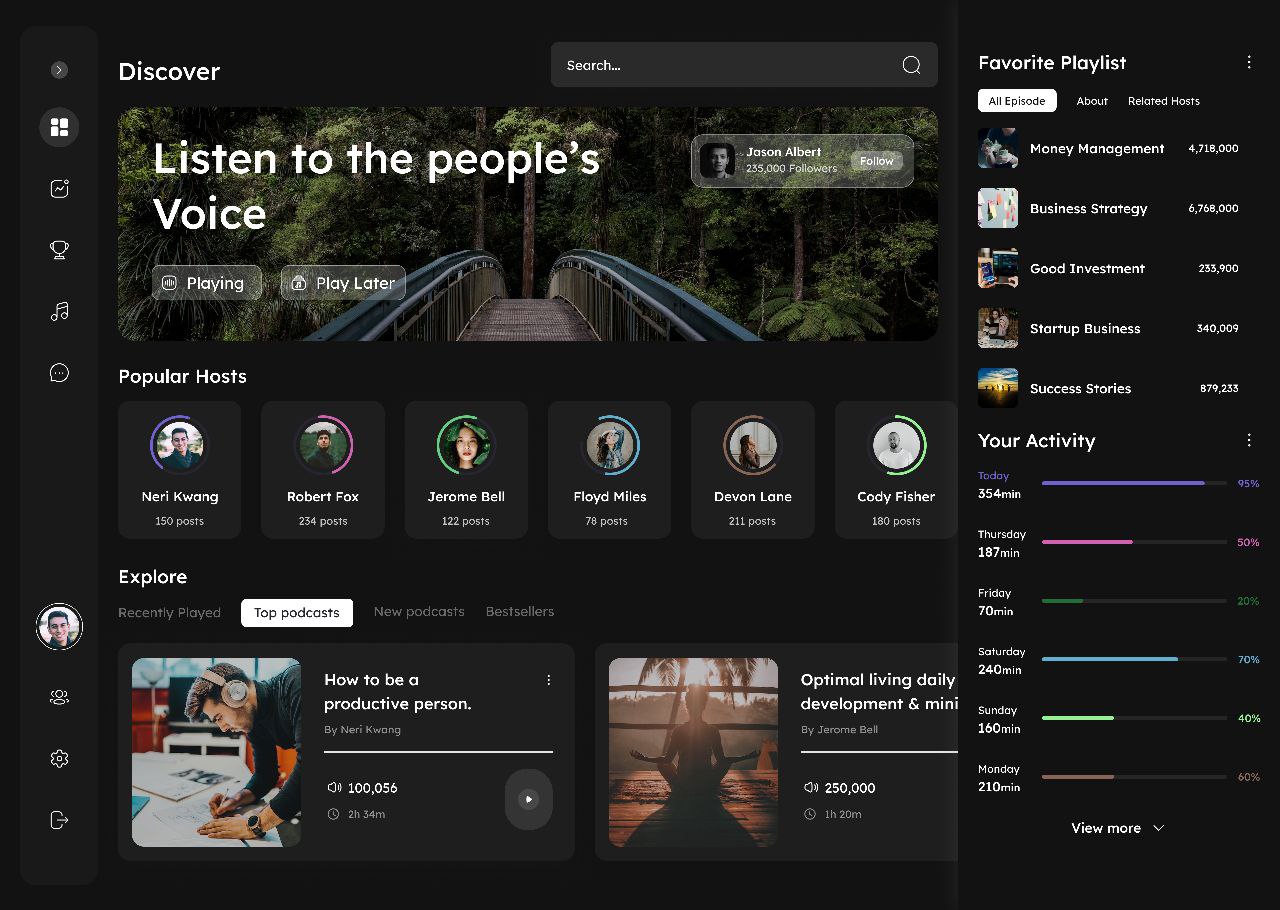 Discover
Search...
Listen to the people's
Voice
Jason Albert
235,000 Followers
Follow
Playing
Play Later
Popular Hosts
Neri Kwang
150 posts
Robert Fox
234 posts
Jerome Bell
122 posts
Floyd Miles
78 posts
Devon Lane
211 posts
Cody Fisher
180 posts
Explore
Recently Played
Top podcasts
New podcasts
Bestsellers
How to be a
productive person.
By Neri Kwang
100,056
2h 34m
Optimal living daily
development & mini
By Jerome Bell
250,000
1h 20m
Favorite Playlist
All Episode
About
Related Hosts
Money Management 4,718,000
Business Strategy 6,768,000
Good Investment 233,900
Startup Business 340,009
Success Stories 879,233
Your Activity
Today
354min
95%
Thursday
187min
50%
Friday
70min
20%
Saturday
240min
70%
Sunday
160min
40%
Monday
210min
60%
View more